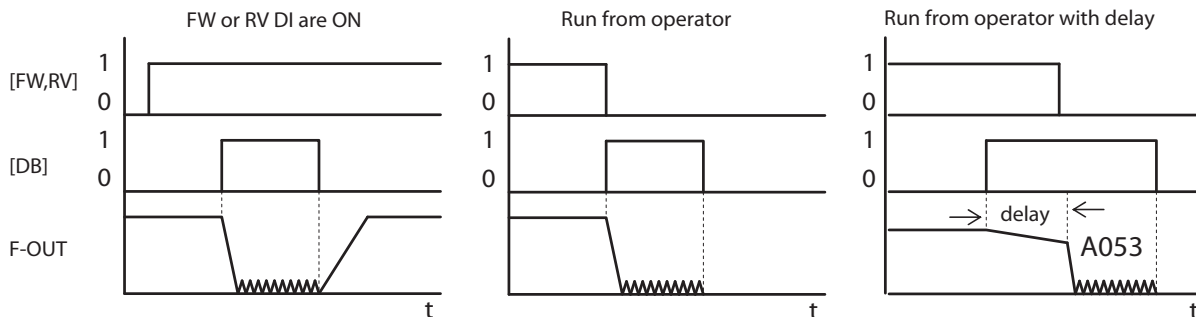 FW or RV DI are ON
Run from operator
Run from operator with delay
[FW,RV]
1
0
1
0
1
0
[DB]
1
0
1
0
1
0
F-OUT
delay
A053
t
t
t